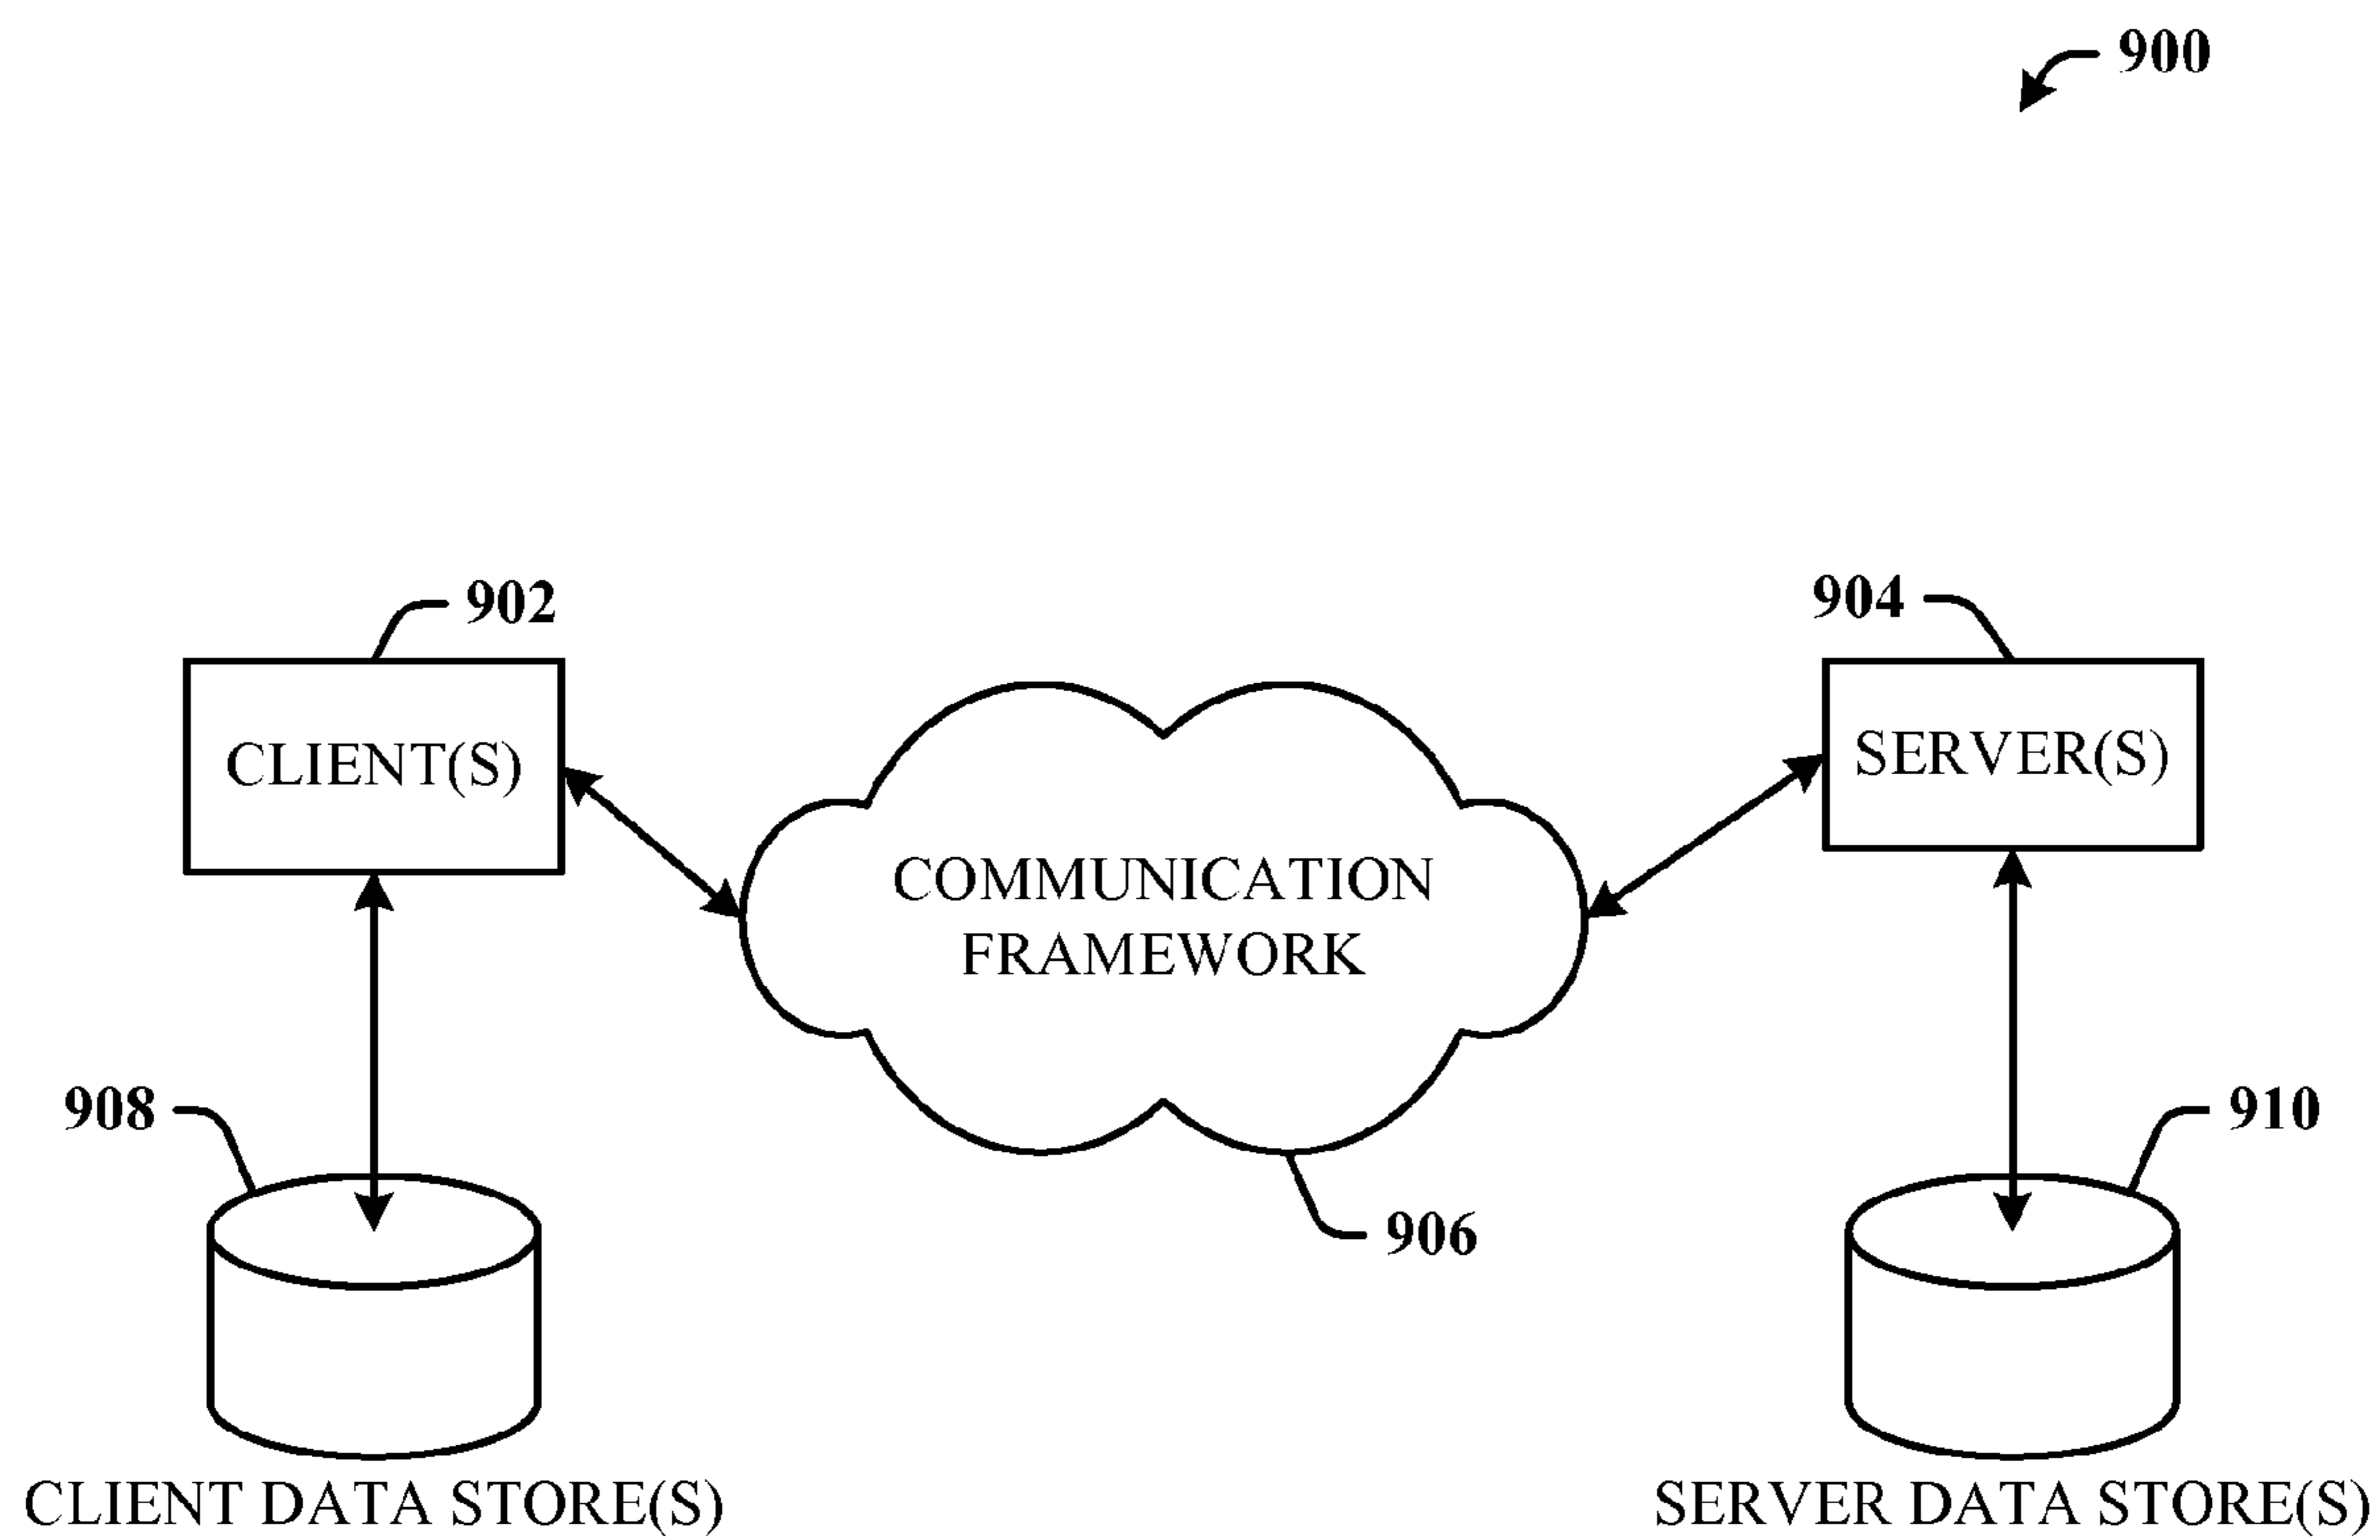 900
902
904
CLIENT(S)
SERVER(S)
COMMUNICATION
FRAMEWORK
908
910
906
CLIENT DATA STORE(S)
SERVER DATA STORE(S)